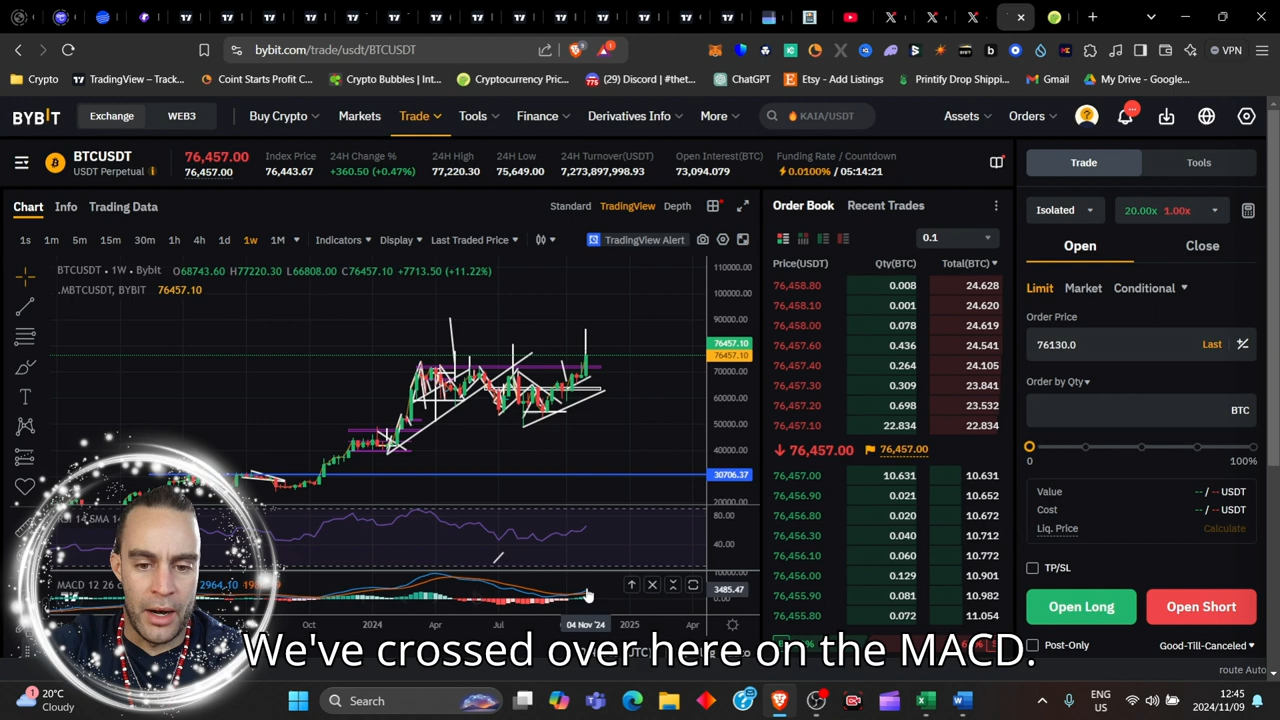 bybit.com/trade/usdt/BTCUSDT
VPN
Crypto
TradingView – Track...
Coint Starts Profit C...
Crypto Bubbles | Int...
Cryptocurrency Pric...
(29) Discord | #thet...
ChatGPT
Etsy - Add Listings
Printify Drop Shippi...
Gmail
My Drive - Google...
BYBIT
Exchange
WEB3
Buy Crypto
Markets
Trade
Tools
Finance
Derivatives Info
More
KAIA/USDT
Assets
Orders
BTCUSDT
USDT Perpetual
76,457.00
76,457.00
Index Price
76,443.67
24H Change %
+360.50 (+0.47%)
24H High
77,220.30
24H Low
75,649.00
24H Turnover(USDT)
7,273,897,998.93
Open Interest(BTC)
73,094.079
Funding Rate / Countdown
0.0100% / 05:14:21
Trade
Tools
Chart
Info
Trading Data
Standard
TradingView
Depth
Order Book
Recent Trades
Isolated
20.00x 1.00x
1s 1m 5m 15m 30m 1h 4h 1d 1w 1M
Indicators
Display
Last Traded Price
TradingView Alert
0.1
Open
Close
BTCUSDT · 1W · Bybit O68743.60 H77220.30 L66808.00 C76457.10 +7713.50 (+11.22%)
.MBTCUSDT, BYBIT 76457.10
110000.00
100000.00
90000.00
76457.10
76457.10
70000.00
60000.00
50000.00
40000.00
30706.37
20000.00
80.00
40.00
MACD 12 26
2964.10
10000.00
3485.47
2024
Apr
Jul
Oct
04 Nov '24
2025
Apr
Price(USDT) Qty(BTC) Total(BTC)
76,458.80 0.008 24.628
76,458.10 0.001 24.620
76,458.00 0.078 24.619
76,457.60 0.436 24.541
76,457.40 0.264 24.105
76,457.30 0.309 23.841
76,457.20 0.698 23.532
76,457.10 22.834 22.834
76,457.00 76,457.00
76,457.00 10.631 10.631
76,456.90 0.021 10.652
76,456.80 0.020 10.672
76,456.30 0.040 10.712
76,456.10 0.060 10.772
76,456.00 0.129 10.901
76,455.90 0.081 10.982
76,455.80 0.072 11.054
Limit
Market
Conditional
Order Price
76130.0
Last
Order by Qty
BTC
0
100%
Value
-- / -- USDT
Cost
-- / -- USDT
Liq. Price
Calculate
TP/SL
Open Long
Open Short
Post-Only
Good-Till-Canceled
route Auto
We've crossed over here on the MACD.
20°C
Cloudy
Search
ENG
US
12:45
2024/11/09